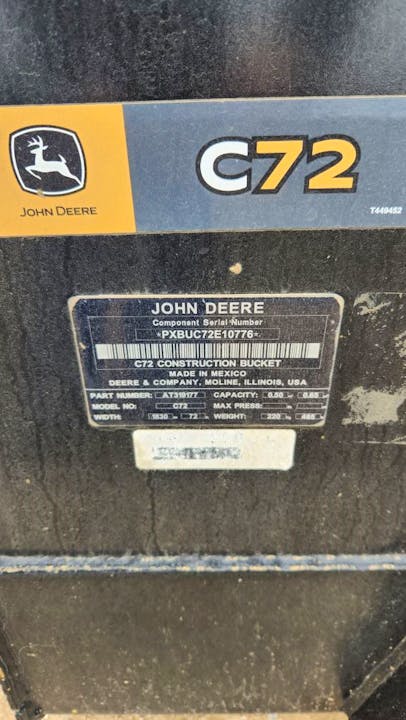 C72
JOHN DEERE
T449452
JOHN DEERE
Component Serial Number
*PXBUC72E10776*
C72 CONSTRUCTION BUCKET
MADE IN MEXICO
DEERE & COMPANY, MOLINE, ILLINOIS, USA
PART NUMBER: AT319177 CAPACITY: 0.50 0.65
MODEL NO: C72 MAX PRESS:
WIDTH: 1830 72 WEIGHT: 220 kg 485